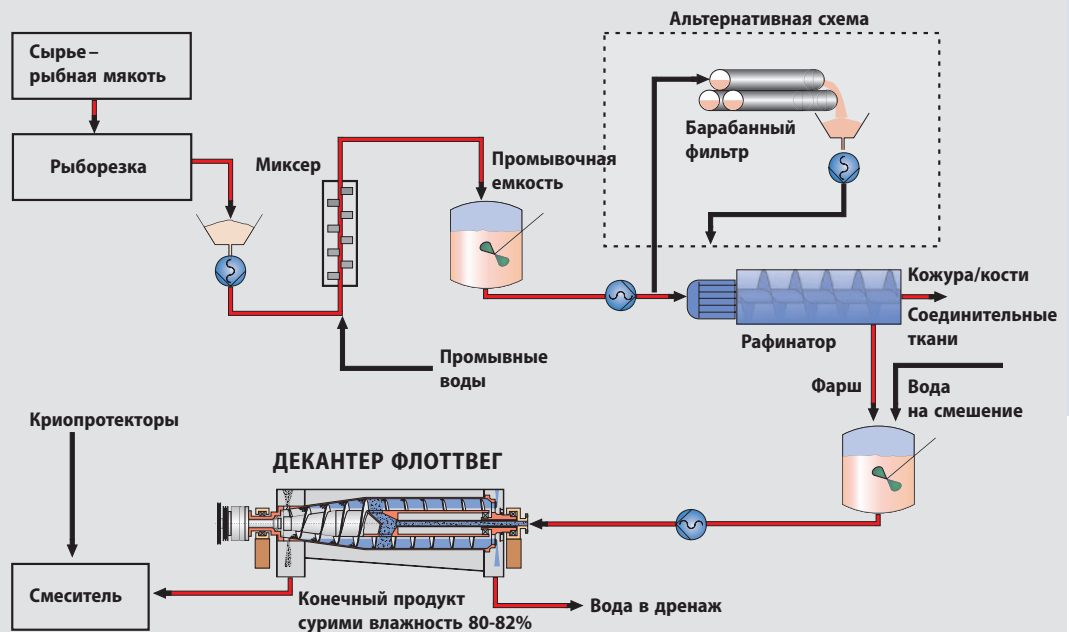 Альтернативная схема
Сырье –
рыбная мякоть
Рыборезка
Миксер
Промывочная
емкость
Барабанный
фильтр
Кожура/кости
Соединительные
ткани
Рафинатор
Промывные
воды
Фарш
Вода
на смешение
Криопротекторы
ДЕКАНТЕР ФЛОТТВЕГ
Смеситель
Конечный продукт
сурими влажность 80-82%
Вода в дренаж